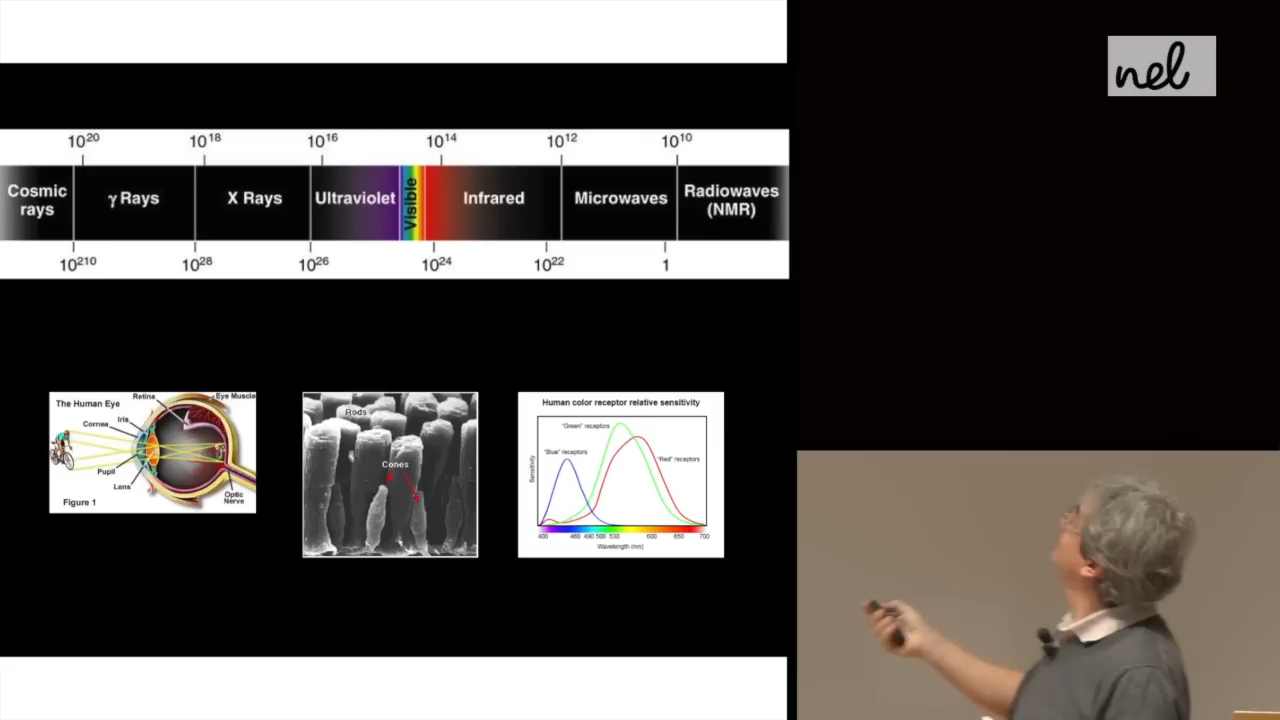 nel
10²⁰ 10¹⁸ 10¹⁶ 10¹⁴ 10¹² 10¹⁰
Cosmic rays
γ Rays
X Rays
Ultraviolet
Visible
Infrared
Microwaves
Radiowaves
(NMR)
10²¹⁰ 10²⁸ 10²⁶ 10²⁴ 10²² 1
The Human Eye
Retina
Eye Muscle
Iris
Cornea
Pupil
Lens
Optic
Nerve
Figure 1
Rods
Cones
Human color receptor relative sensitivity
"Green" receptors
"Blue" receptors
"Red" receptors
Sensitivity
400 460 490 500 530 600 650 700
Wavelength (nm)